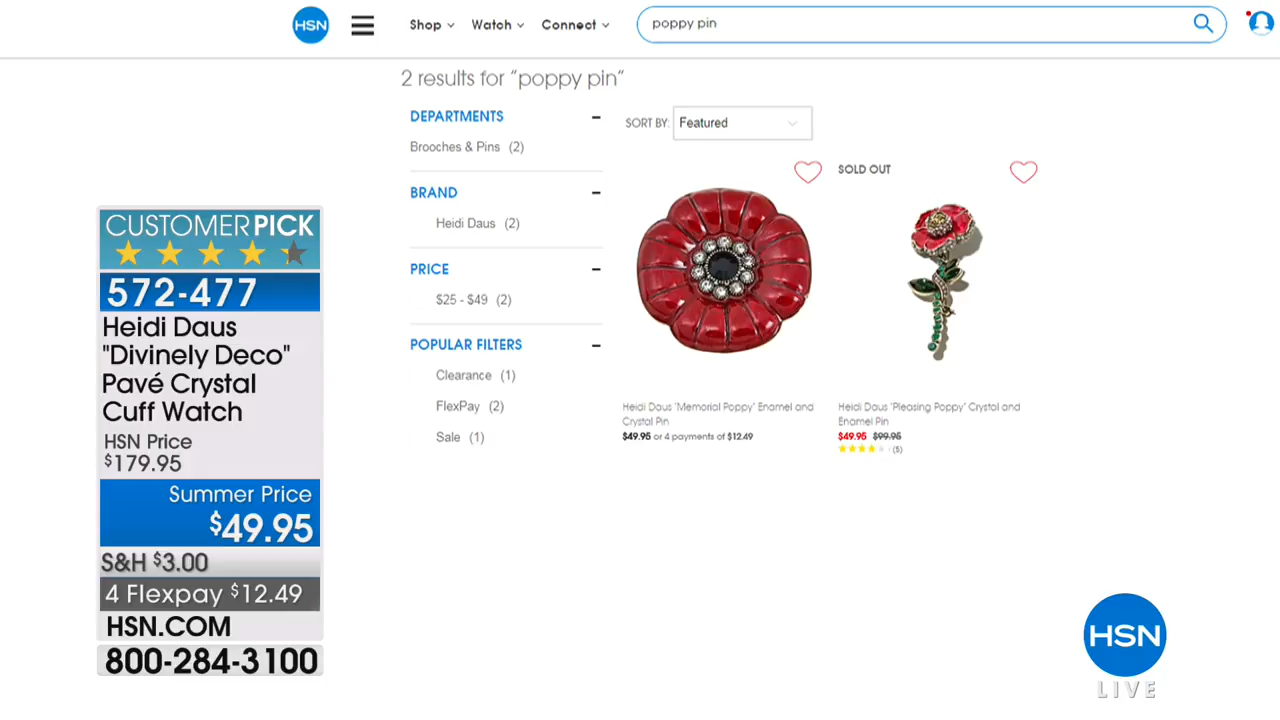 HSN
Shop
Watch
Connect
poppy pin
2 results for "poppy pin"
DEPARTMENTS
Brooches & Pins (2)
BRAND
Heidi Daus (2)
PRICE
$25 - $49 (2)
POPULAR FILTERS
Clearance (1)
FlexPay (2)
Sale (1)
SORT BY: Featured
SOLD OUT
Heidi Daus "Memorial Poppy" Enamel and
Crystal Pin
$49.95 or 4 payments of $12.49
Heidi Daus "Pleasing Poppy" Crystal and
Enamel Pin
$49.95 $99.95
(5)
CUSTOMER PICK
572-477
Heidi Daus
"Divinely Deco"
Pavé Crystal
Cuff Watch
HSN Price
$179.95
Summer Price
$49.95
S&H $3.00
4 Flexpay $12.49
HSN.COM
800-284-3100
HSN
LIVE